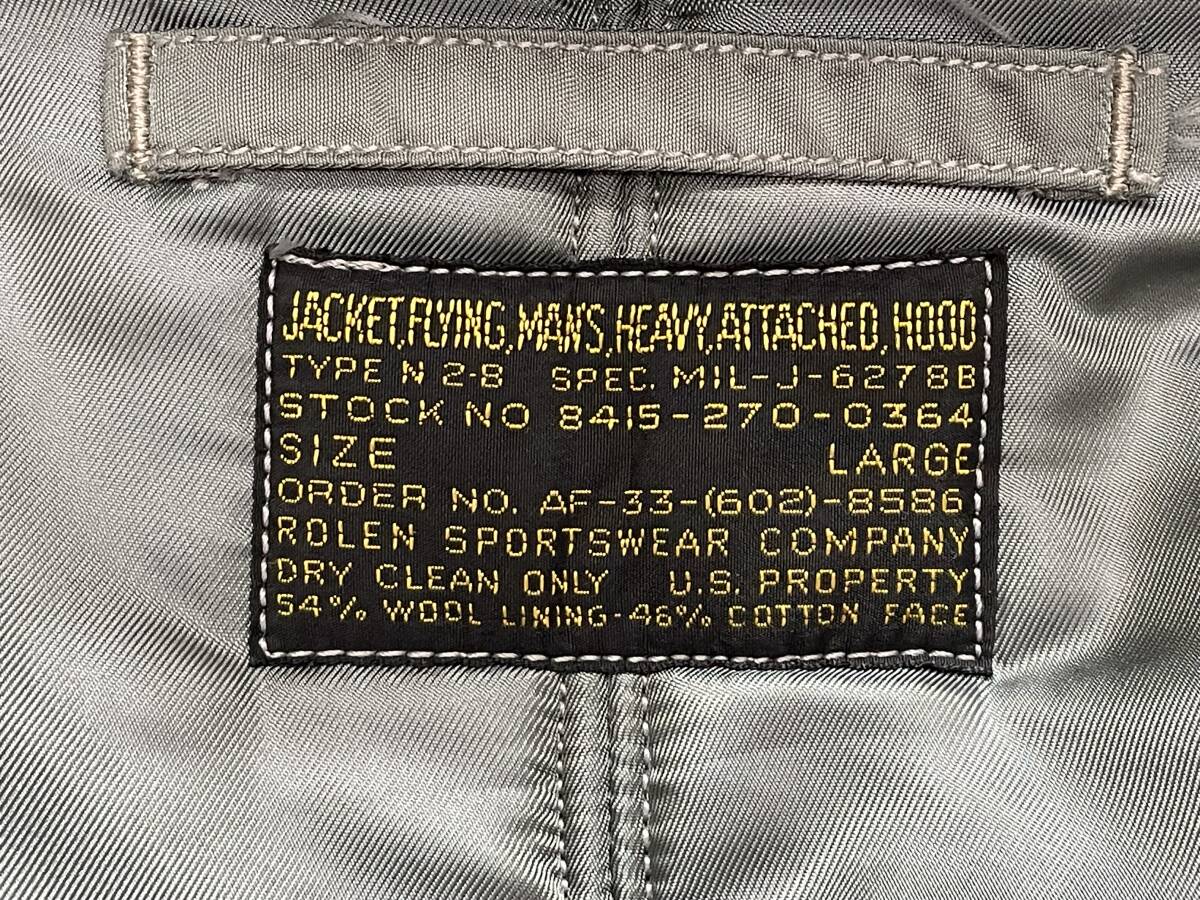 JACKET,FLYING,MAN'S,HEAVY,ATTACHED,HOOD
TYPE N 2-B SPEC. MIL-J-6278B
STOCK NO 8415-270-0364
SIZE LARGE
ORDER NO. AF-33-(602)-8586
ROLEN SPORTSWEAR COMPANY
DRY CLEAN ONLY U.S. PROPERTY
54% WOOL LINING-46% COTTON FACE